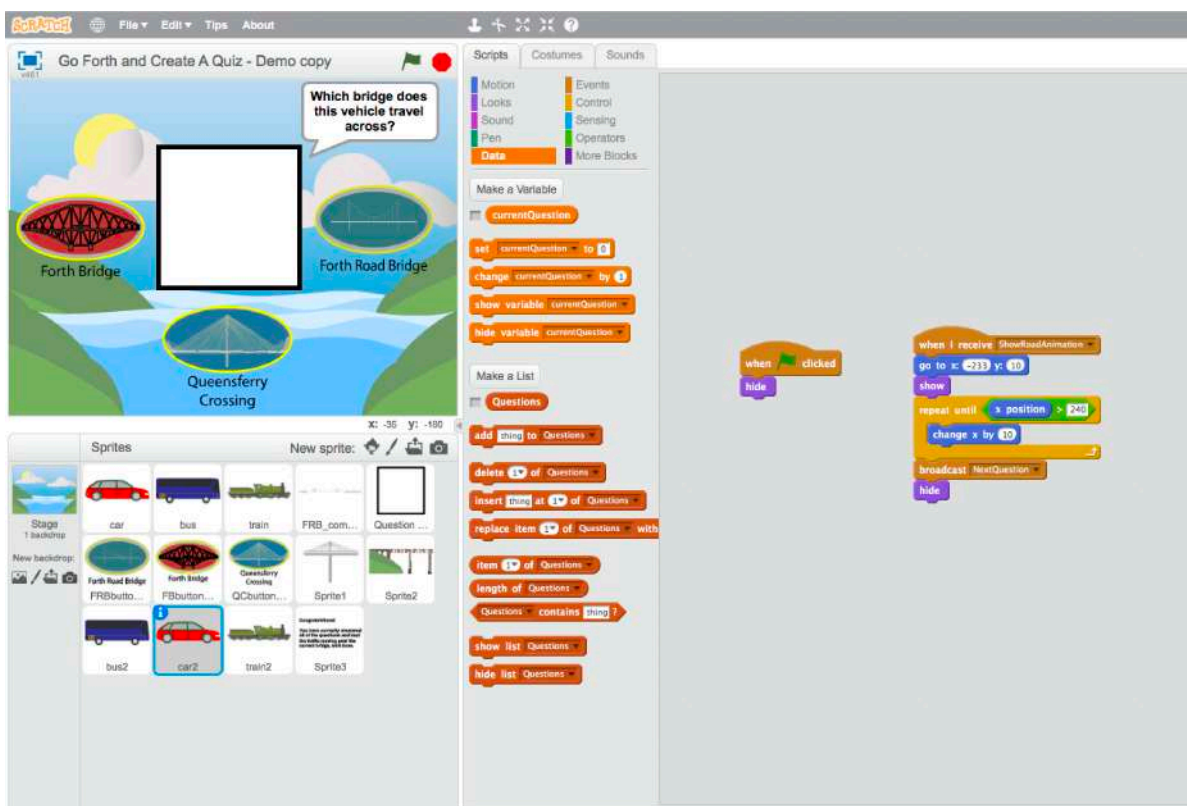 SCRATCH File Edit Tips About
Go Forth and Create A Quiz - Demo copy
v461
Which bridge does
this vehicle travel
across?
Forth Bridge
Forth Road Bridge
Queensferry
Crossing
x: -36 y: -180
Sprites New sprite:
Stage
1 backdrop
New backdrop:
car bus train FRB_com... Question ...
Forth Road Bridge Forth Bridge Queensferry
Crossing
FRBbutto... FBbutton... QCbutton... Sprite1 Sprite2
bus2 car2 train2 Sprite3
Scripts Costumes Sounds
Motion Events
Looks Control
Sound Sensing
Pen Operators
Data More Blocks
Make a Variable
currentQuestion
set currentQuestion to 0
change currentQuestion by 1
show variable currentQuestion
hide variable currentQuestion
Make a List
Questions
add thing to Questions
delete 1 of Questions
insert thing at 1 of Questions
replace item 1 of Questions with
item 1 of Questions
length of Questions
Questions contains thing ?
show list Questions
hide list Questions
when clicked
hide
when I receive ShowRoadAnimation
go to x: -233 y: 10
show
repeat until x position > 240
change x by 10
broadcast NextQuestion
hide